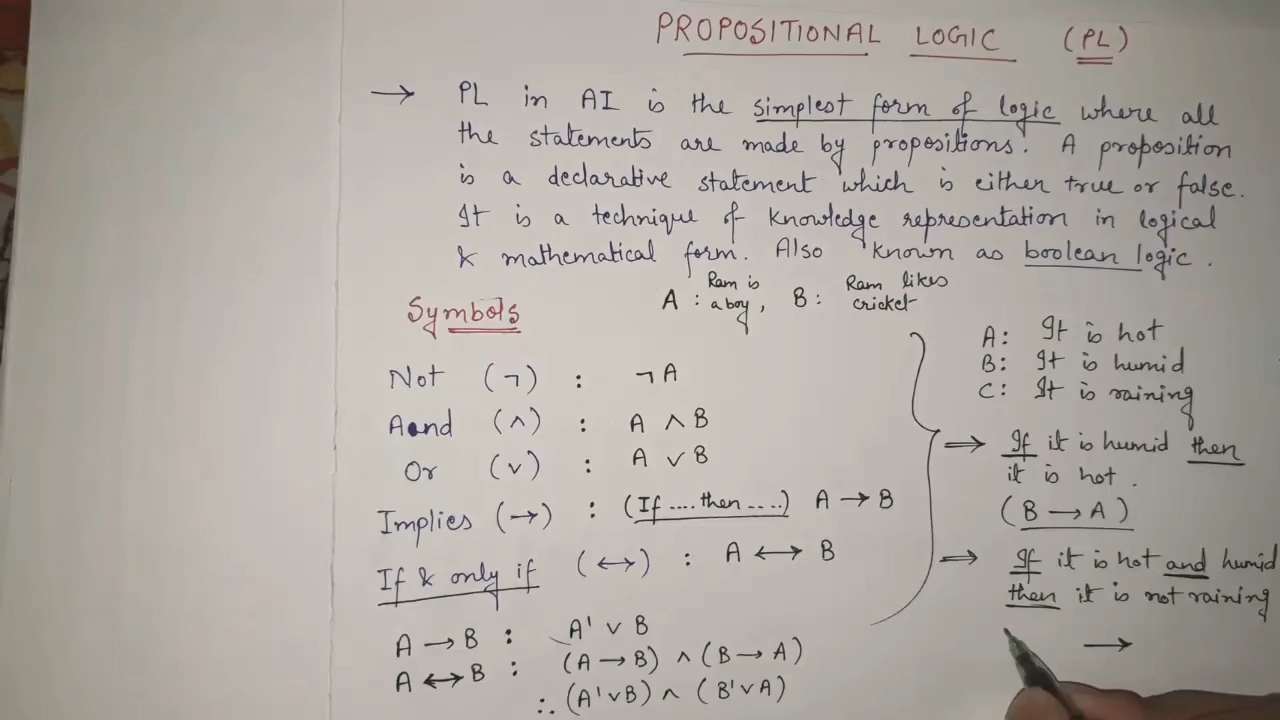 PROPOSITIONAL LOGIC (PL)
→ PL in AI is the simplest form of logic where all
the statements are made by propositions. A proposition
is a declarative statement which is either true or false.
It is a technique of knowledge representation in logical
& mathematical form. Also known as boolean logic.
A : Ram is a boy, B : Ram likes cricket
Symbols
Not (¬) : ¬A
Aand (∧) : A ∧ B
Or (∨) : A ∨ B
Implies (→) : (If ....then ....) A → B
If & only if (↔) : A ↔ B
A → B : A' ∨ B
A ↔ B : (A → B) ∧ (B → A)
∴ (A' ∨ B) ∧ (B' ∨ A)
A: It is hot
B: It is humid
C: It is raining
⇒ If it is humid then
it is hot.
(B → A)
⇒ If it is hot and humid
then it is not raining
→